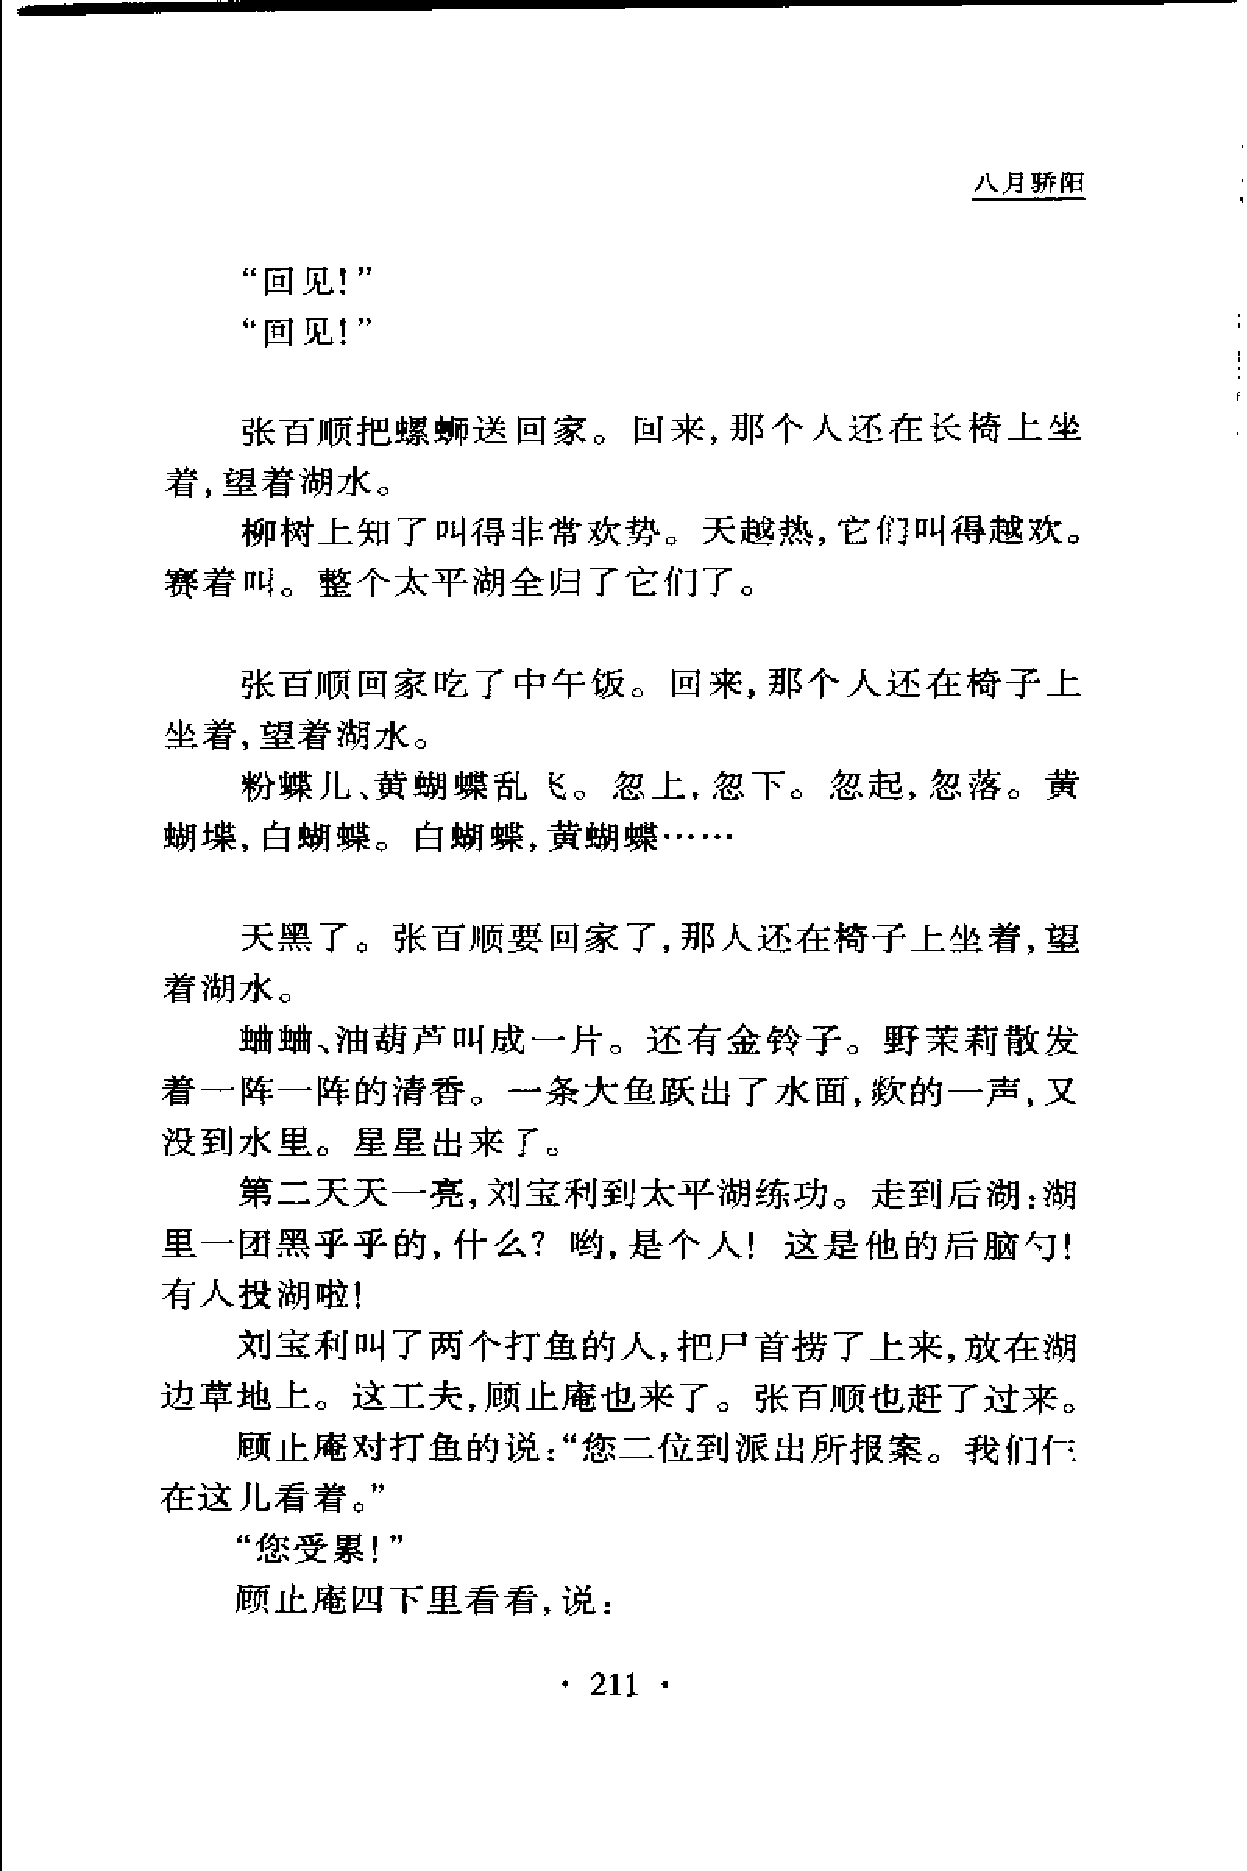 八月骄阳
“回见!”
“回见!”
张百顺把螺蛳送回家。回来,那个人还在长椅上坐
着,望着湖水。
柳树上知了叫得非常欢势。天越热,它们叫得越欢。
赛着叫。整个太平湖全归了它们了。
张百顺回家吃了中午饭。回来,那个人还在椅子上
坐着,望着湖水。
粉蝶儿、黄蝴蝶乱飞。忽上,忽下。忽起,忽落。黄
蝴蝶,白蝴蝶。白蝴蝶,黄蝴蝶……
天黑了。张百顺要回家了,那人还在椅子上坐着,望
着湖水。
蛐蛐、油葫芦叫成一片。还有金铃子。野茉莉散发
着一阵一阵的清香。一条大鱼跃出了水面,欻的一声,又
没到水里。星星出来了。
第二天天一亮,刘宝利到太平湖练功。走到后湖:湖
里一团黑乎乎的,什么?哟,是个人!这是他的后脑勺!
有人投湖啦!
刘宝利叫了两个打鱼的人,把尸首捞了上来,放在湖
边草地上。这工夫,顾止庵也来了。张百顺也赶了过来。
顾止庵对打鱼的说:“您二位到派出所报案。我们仨
在这儿看着。”
“您受累!”
顾止庵四下里看看,说:
· 211 ·